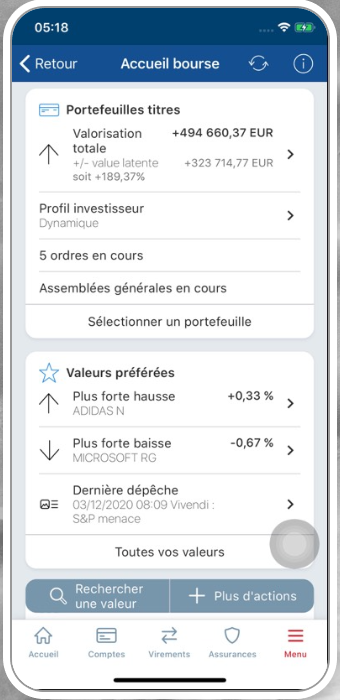 05:18
Retour Accueil bourse
Portefeuilles titres
Valorisation totale +494 660,37 EUR
+/- value latente +323 714,77 EUR
soit +189,37%
Profil investisseur
Dynamique
5 ordres en cours
Assemblées générales en cours
Sélectionner un portefeuille
Valeurs préférées
Plus forte hausse +0,33 %
ADIDAS N
Plus forte baisse -0,67 %
MICROSOFT RG
Dernière dépêche
03/12/2020 08:09 Vivendi :
S&P menace
Toutes vos valeurs
Rechercher
une valeur
Plus d'actions
Accueil Comptes Virements Assurances Menu